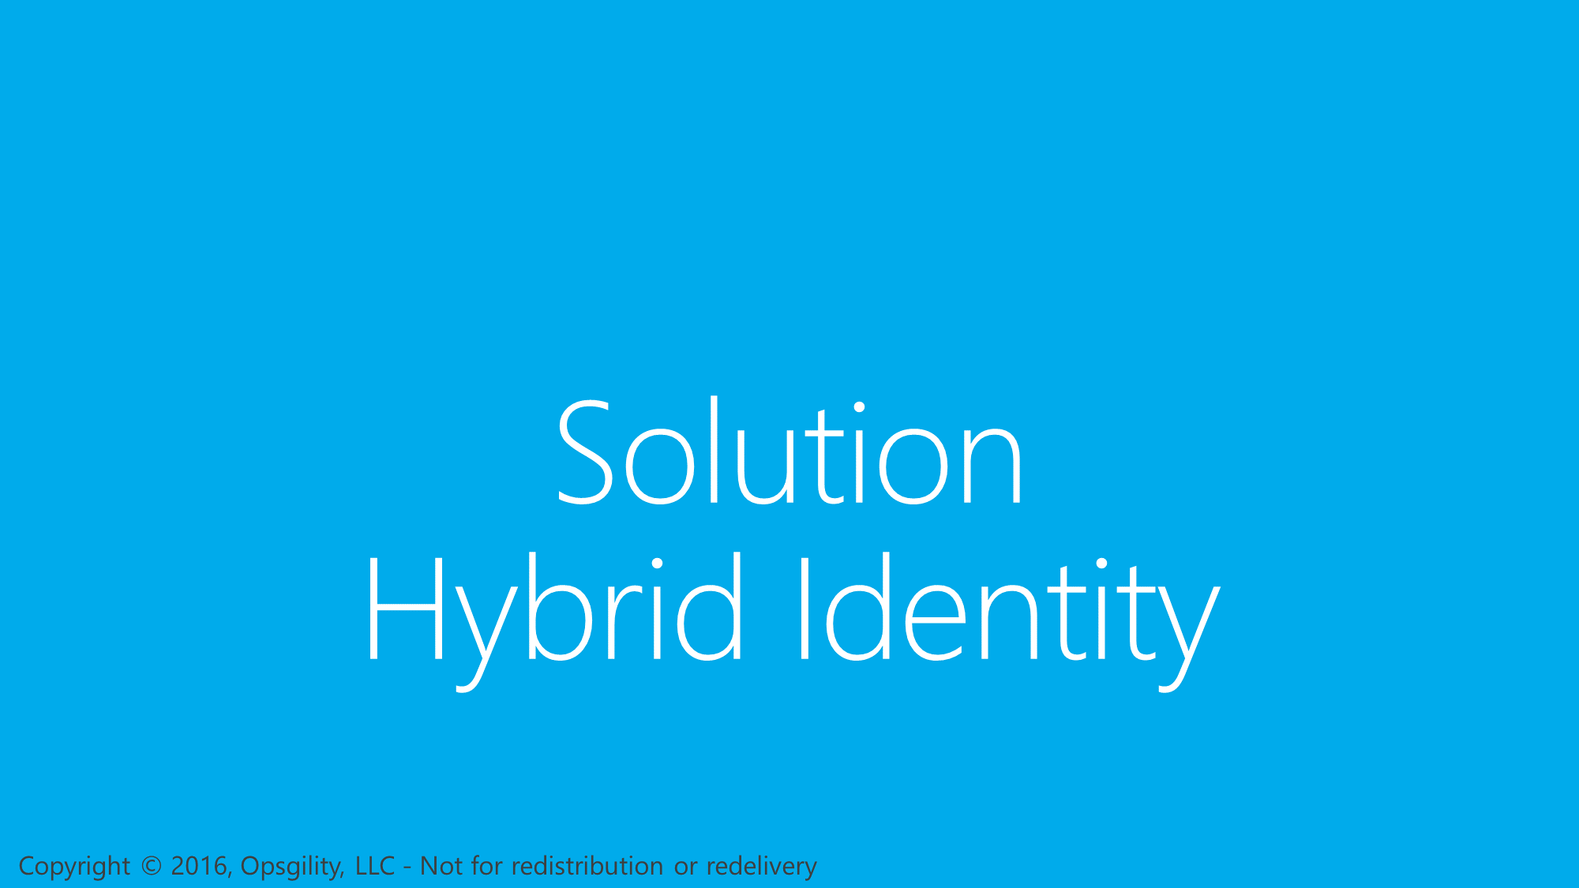 Solution
Hybrid Identity
Copyright © 2016, Opsgility, LLC - Not for redistribution or redelivery